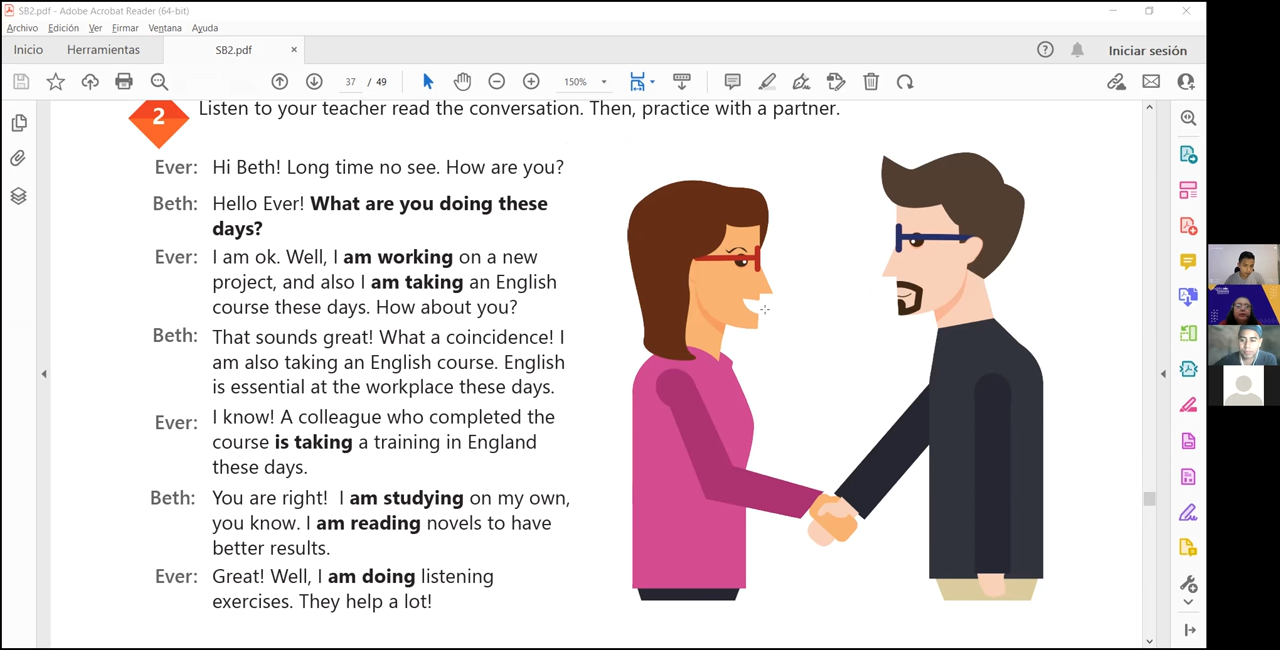 SB2.pdf - Adobe Acrobat Reader (64-bit)
Archivo Edición Ver Firmar Ventana Ayuda
Inicio Herramientas SB2.pdf × Iniciar sesión
37 / 49 150%
2 Listen to your teacher read the conversation. Then, practice with a partner.
Ever: Hi Beth! Long time no see. How are you?
Beth: Hello Ever! What are you doing these
days?
Ever: I am ok. Well, I am working on a new
project, and also I am taking an English
course these days. How about you?
Beth: That sounds great! What a coincidence! I
am also taking an English course. English
is essential at the workplace these days.
Ever: I know! A colleague who completed the
course is taking a training in England
these days.
Beth: You are right! I am studying on my own,
you know. I am reading novels to have
better results.
Ever: Great! Well, I am doing listening
exercises. They help a lot!